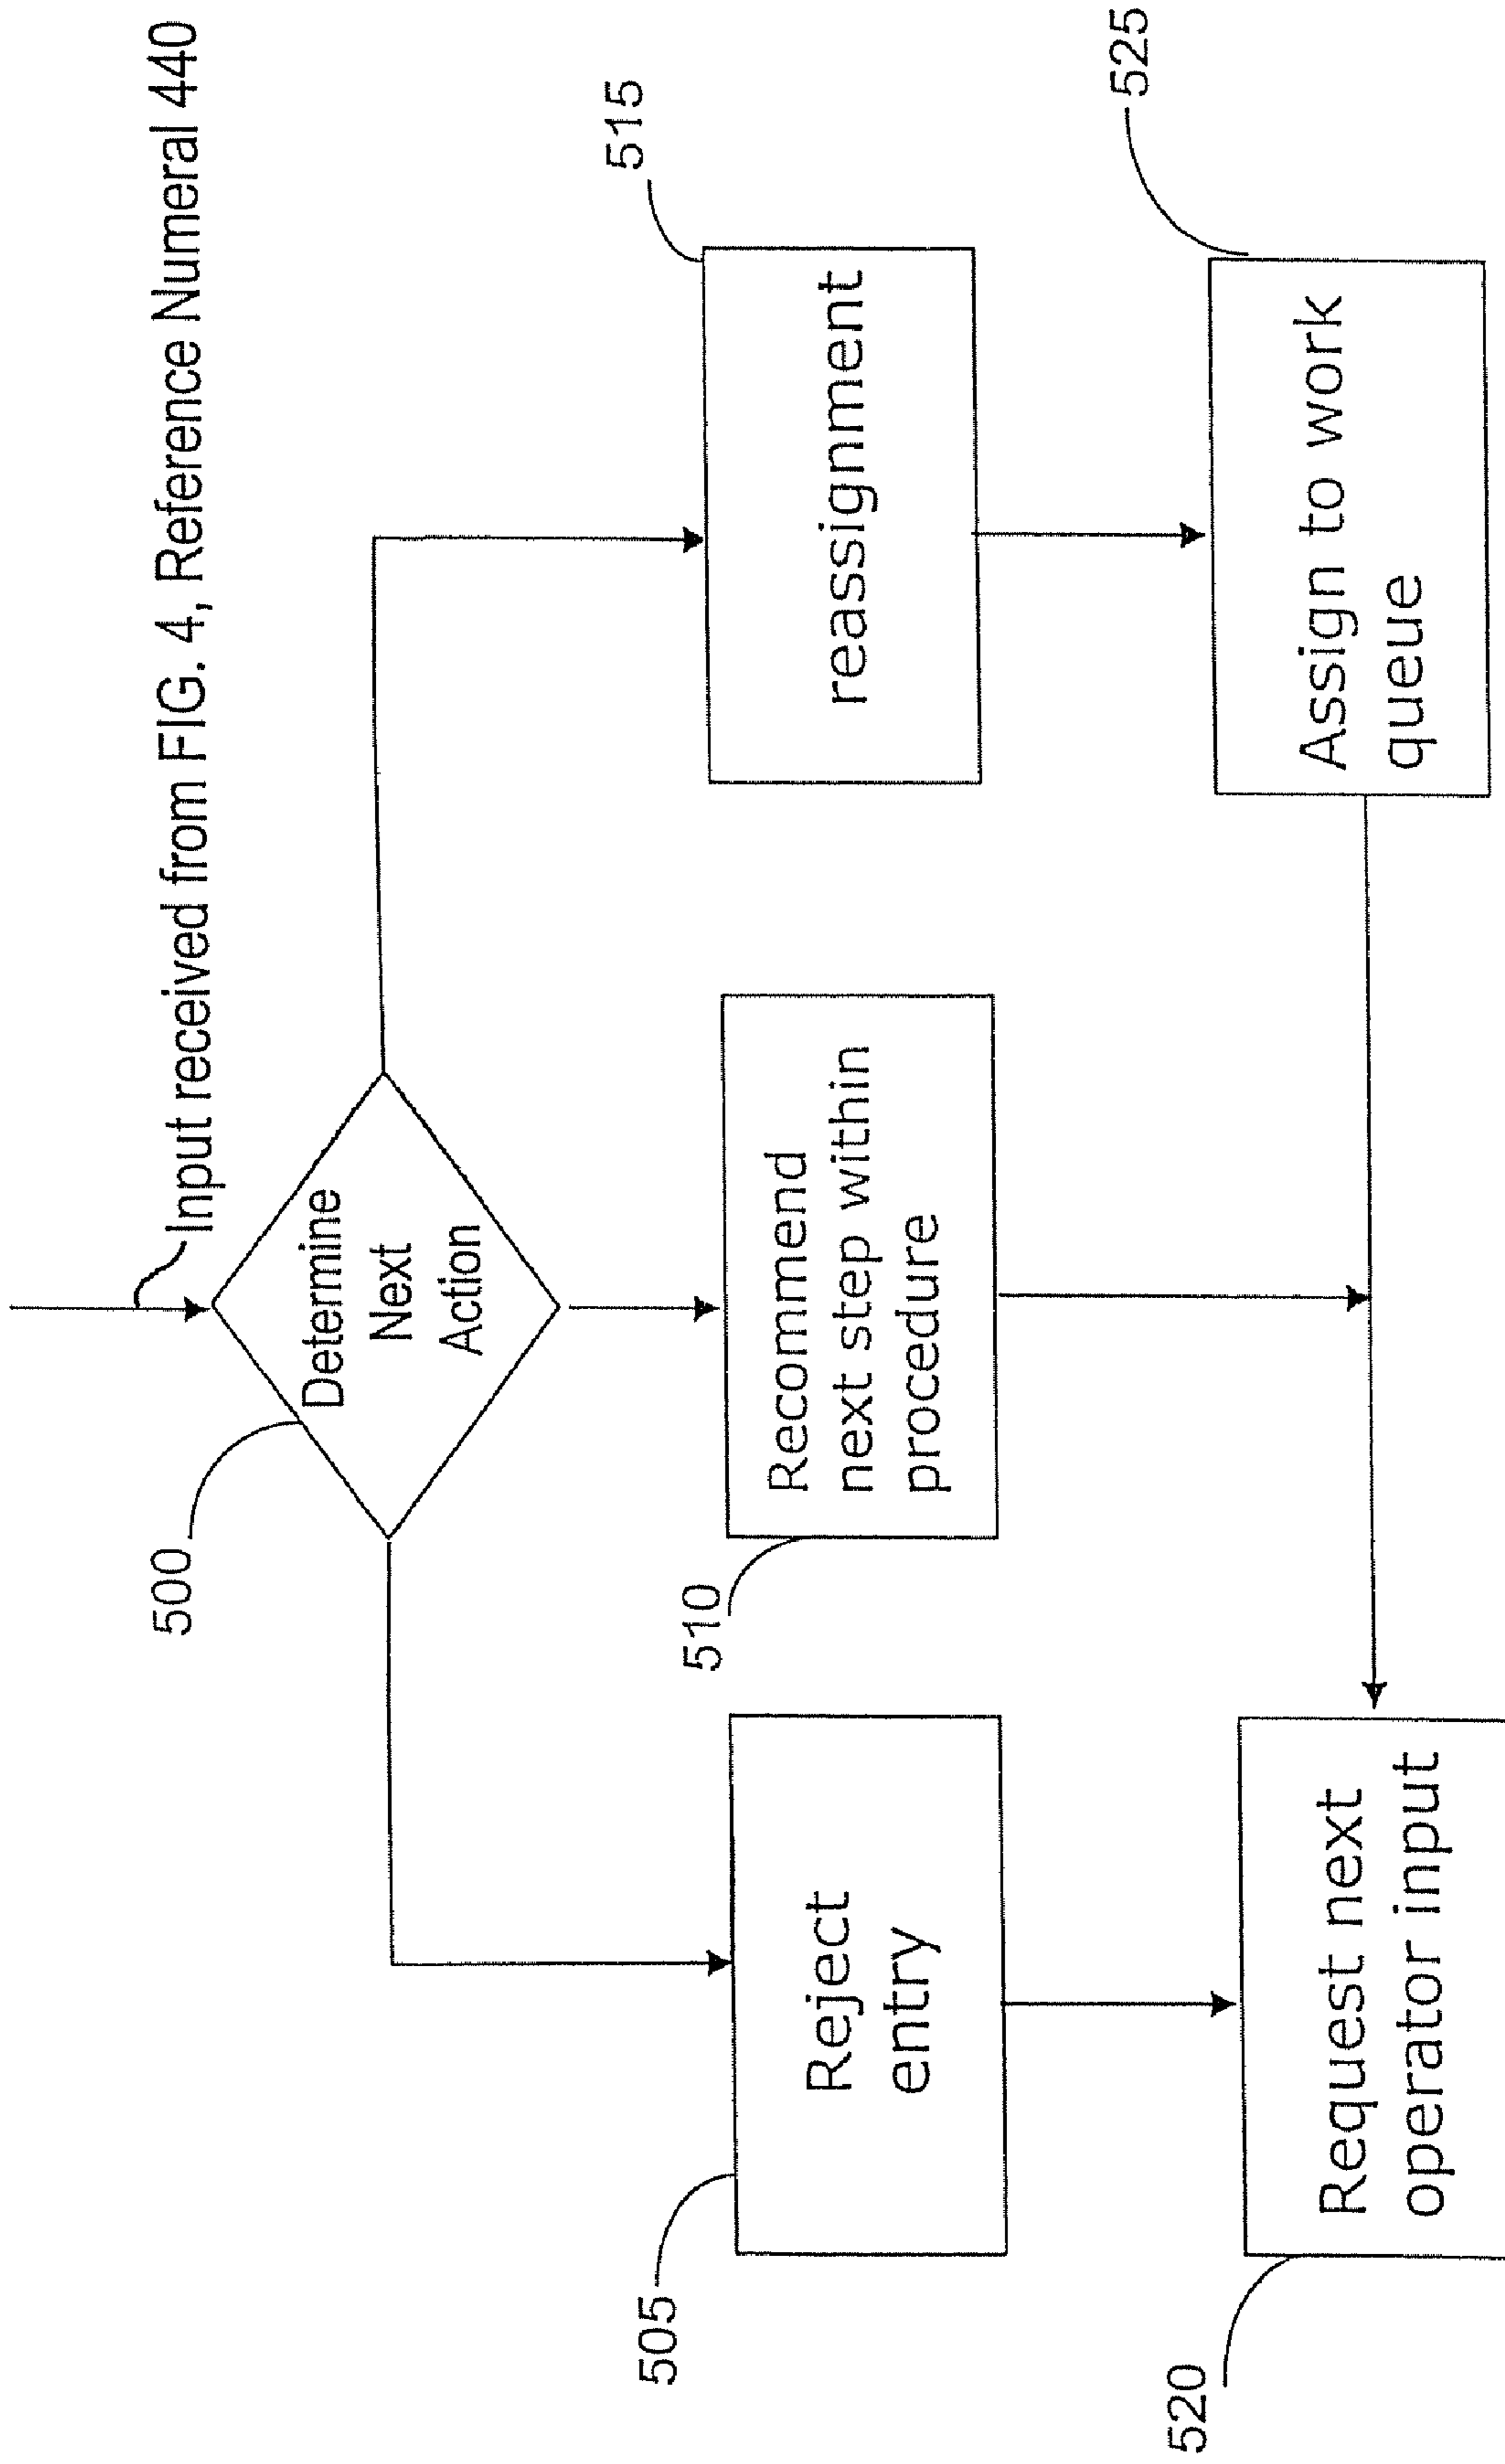 Input received from FIG. 4, Reference Numeral 440
500
Determine
Next
Action
505
Reject
entry
510
Recommend
next step within
procedure
515
reassignment
520
Request next
operator input
525
Assign to work
queue